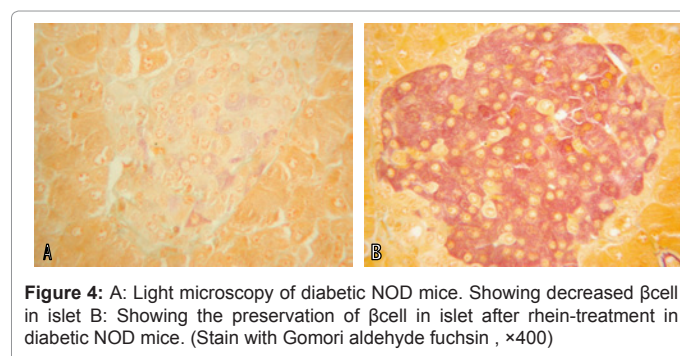 A
B
Figure 4: A: Light microscopy of diabetic NOD mice. Showing decreased βcell
in islet B: Showing the preservation of βcell in islet after rhein-treatment in
diabetic NOD mice. (Stain with Gomori aldehyde fuchsin , ×400)